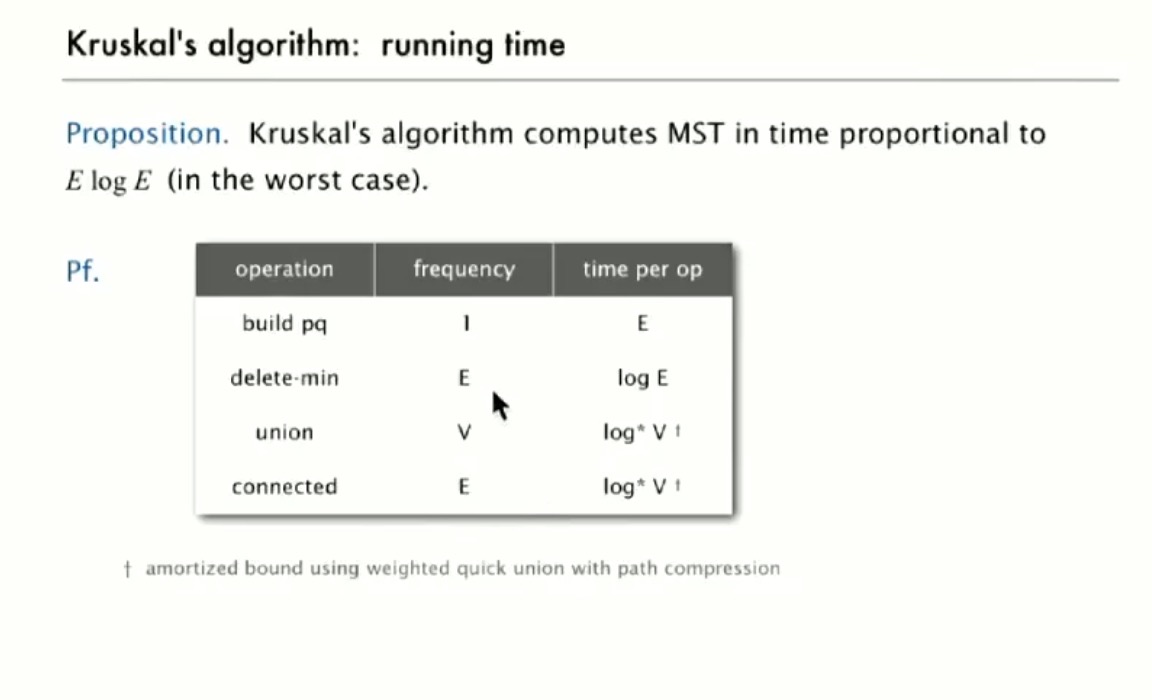 Kruskal's algorithm: running time
Proposition. Kruskal's algorithm computes MST in time proportional to
E log E (in the worst case).
Pf.
operation frequency time per op
build pq 1 E
delete-min E log E
union V log* V †
connected E log* V †
† amortized bound using weighted quick union with path compression